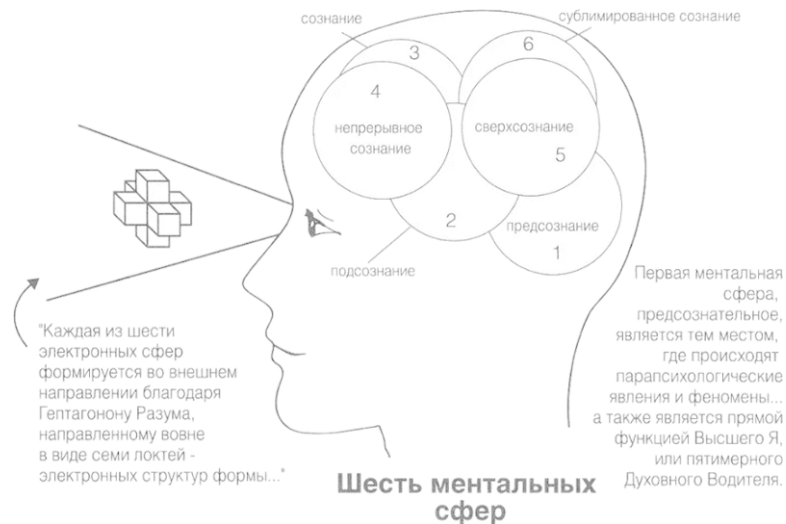 сознание
сублимированное сознание
3
6
4
непрерывное
сознание
сверхсознание
5
2
предсознание
1
подсознание
"Каждая из шести
электронных сфер
формируется во внешнем
направлении благодаря
Гептагонону Разума,
направленному вовне
в виде семи локтей -
электронных структур формы..."
Первая ментальная
сфера,
предсознательное,
является тем местом,
где происходят
парапсихологические
явления и феномены...
а также является прямой
функцией Высшего Я,
или пятимерного
Духовного Водителя.
Шесть ментальных
сфер